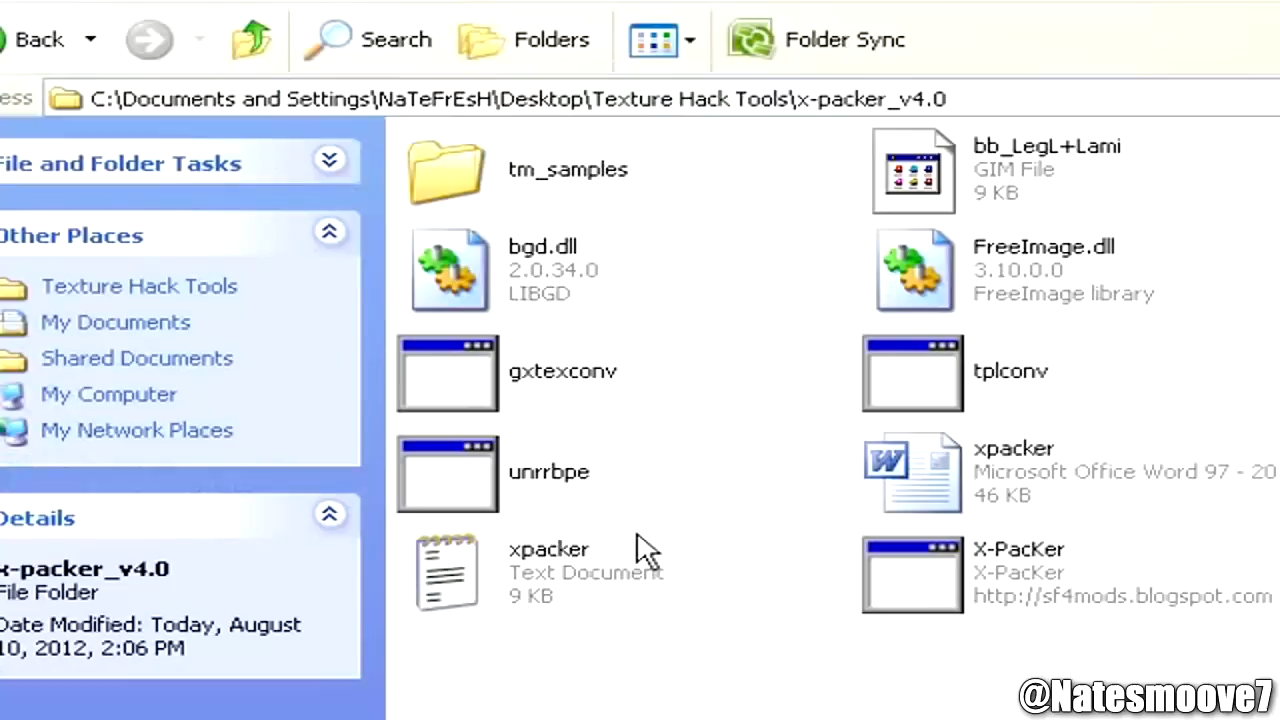 Back
Search
Folders
Folder Sync
ess
C:\Documents and Settings\NaTeFrEsH\Desktop\Texture Hack Tools\x-packer_v4.0
File and Folder Tasks
Other Places
Texture Hack Tools
My Documents
Shared Documents
My Computer
My Network Places
Details
x-packer_v4.0
File Folder
Date Modified: Today, August
10, 2012, 2:06 PM
tm_samples
bb_LegL+Lami
GIM File
9 KB
bgd.dll
2.0.34.0
LIBGD
FreeImage.dll
3.10.0.0
FreeImage library
gxtexconv
tplconv
unrrbpe
xpacker
Microsoft Office Word 97 - 20
46 KB
xpacker
Text Document
9 KB
X-PacKer
X-PacKer
http://sf4mods.blogspot.com
@Natesmoove7